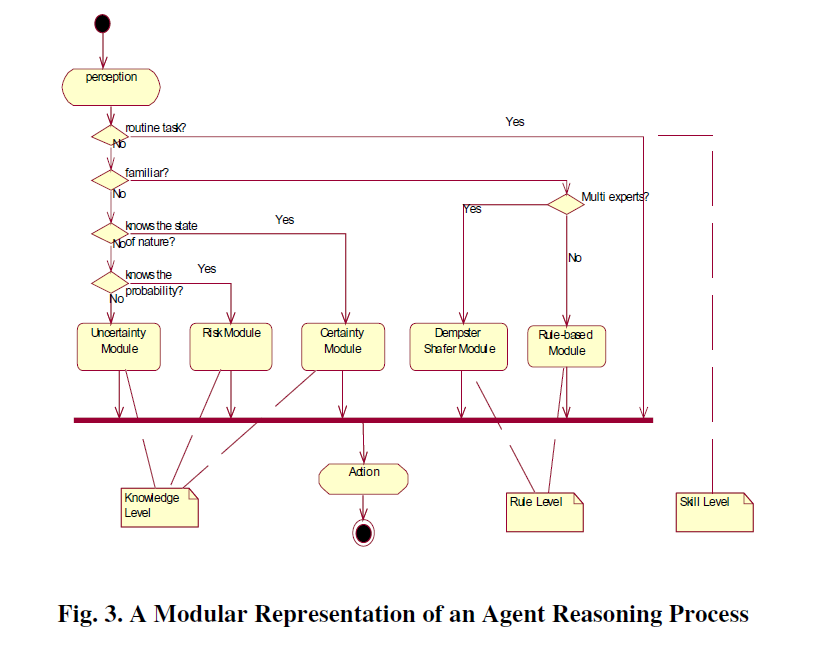 perception
routine task?
Yes
No
familiar?
No
Multi experts?
Yes
knows the state
of nature?
Yes
No
No
knows the
probability?
Yes
No
Uncertainty
Module
Risk Module
Certainty
Module
Dempster
Shafer Module
Rule-based
Module
Action
Knowledge
Level
Rule Level
Skill Level
Fig. 3. A Modular Representation of an Agent Reasoning Process